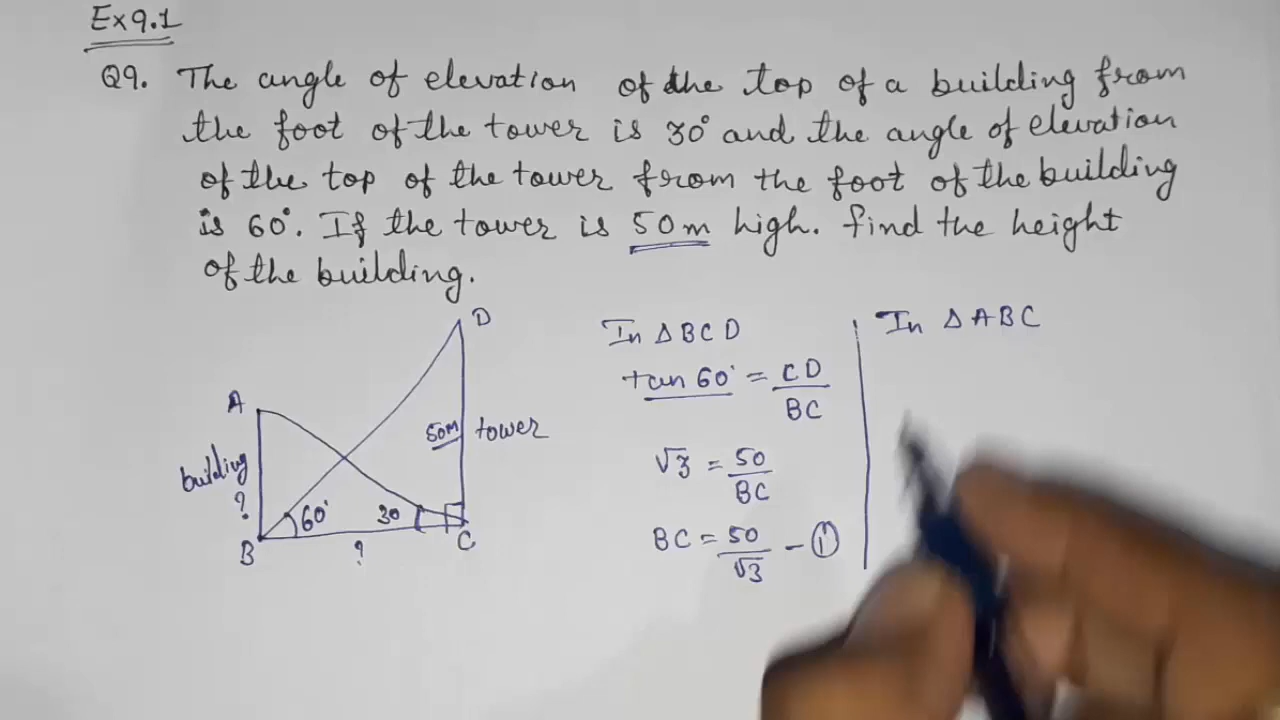 Ex 9.1
Q9. The angle of elevation of the top of a building from
the foot of the tower is 30° and the angle of elevation
of the top of the tower from the foot of the building
is 60°. If the tower is 50m high. find the height
of the building.
D
A
building
?
50M
tower
60°
30
B
?
C
In △BCD
tan 60° = CD/BC
√3 = 50/BC
BC = 50/√3 - ①
In △ABC